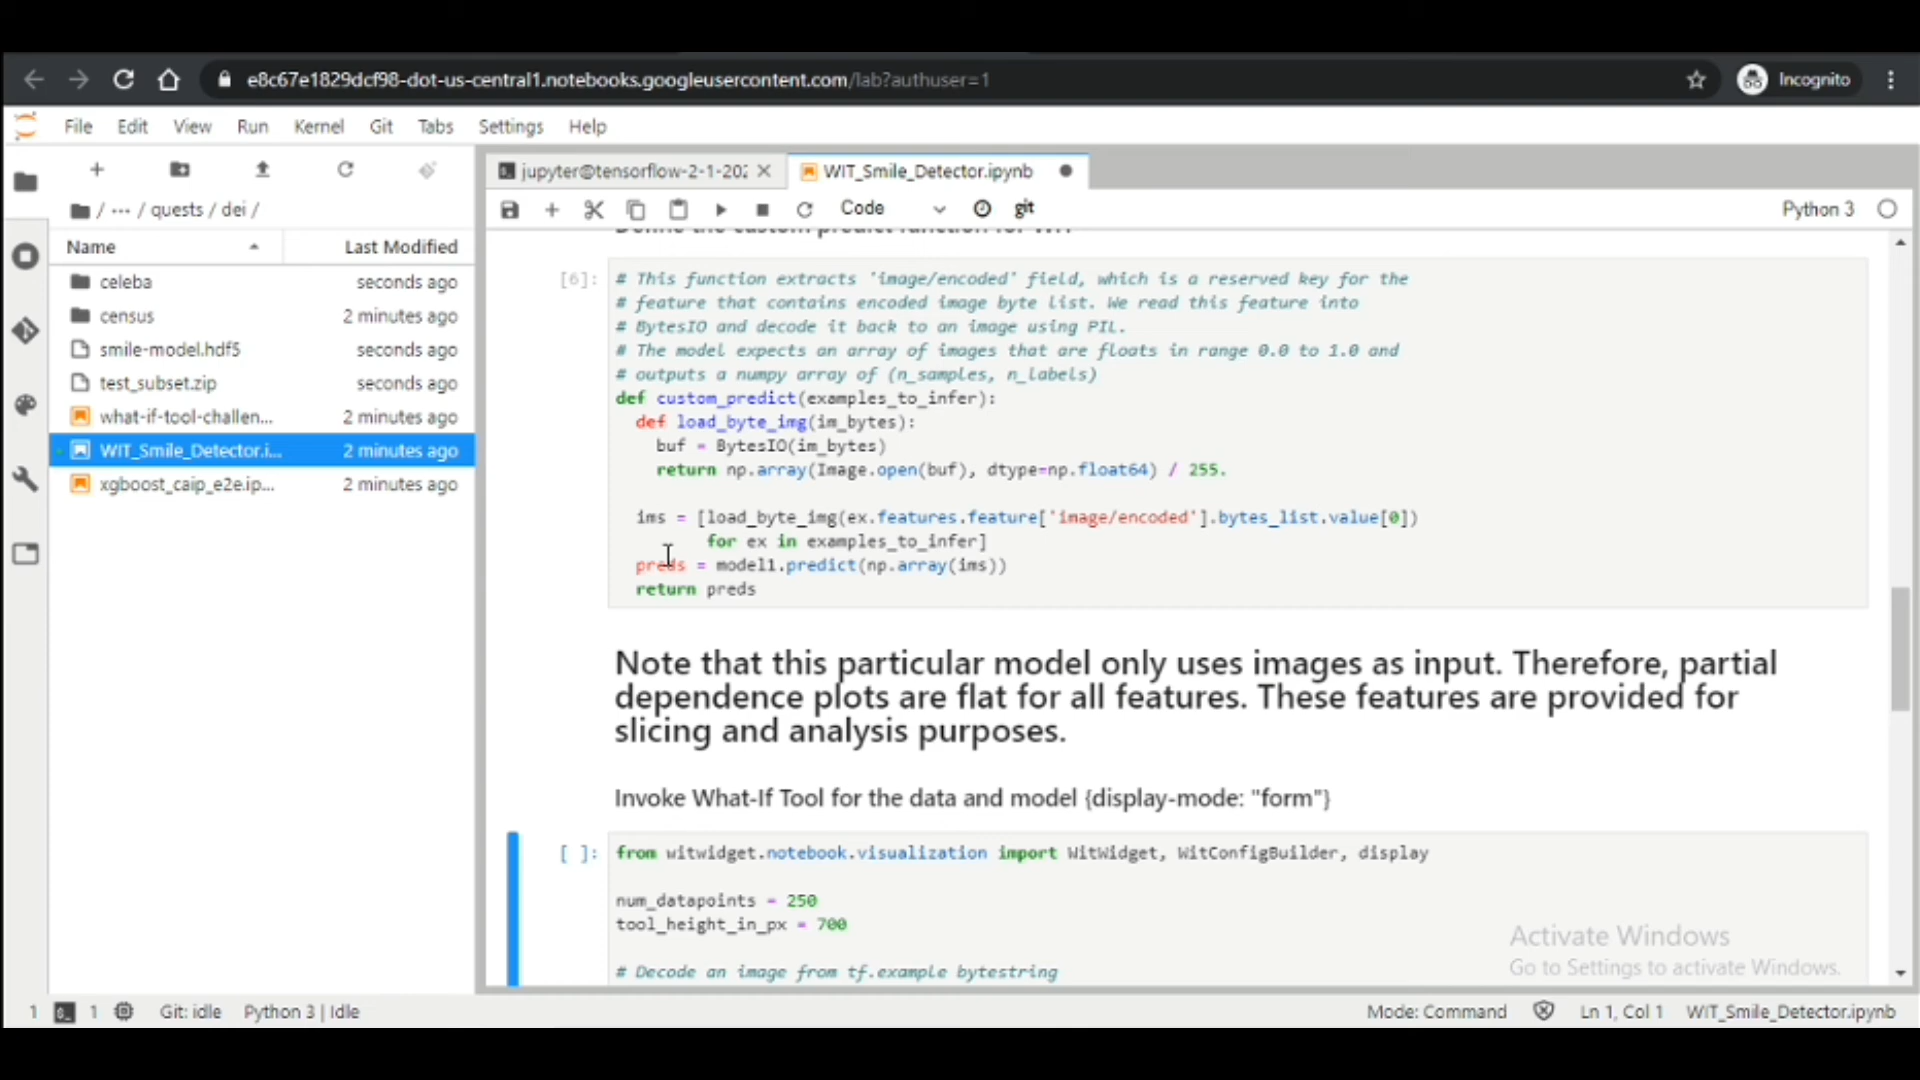 e8c67e1829dcf98-dot-us-central1.notebooks.googleusercontent.com/lab?authuser=1
Incognito
File Edit View Run Kernel Git Tabs Settings Help
jupyter@tensorflow-2-1-202
WIT_Smile_Detector.ipynb
/ ··· / quests / dei /
Code
git
Python 3
Name Last Modified
celeba seconds ago
census 2 minutes ago
smile-model.hdf5 seconds ago
test_subset.zip seconds ago
what-if-tool-challen... 2 minutes ago
WIT_Smile_Detector.i... 2 minutes ago
xgboost_caip_e2e.ip... 2 minutes ago
Define the custom predict function for WIT
[6]:
# This function extracts 'image/encoded' field, which is a reserved key for the
# feature that contains encoded image byte list. We read this feature into
# BytesIO and decode it back to an image using PIL.
# The model expects an array of images that are floats in range 0.0 to 1.0 and
# outputs a numpy array of (n_samples, n_labels)
def custom_predict(examples_to_infer):
def load_byte_img(im_bytes):
buf = BytesIO(im_bytes)
return np.array(Image.open(buf), dtype=np.float64) / 255.
ims = [load_byte_img(ex.features.feature['image/encoded'].bytes_list.value[0])
for ex in examples_to_infer]
preds = model1.predict(np.array(ims))
return preds
Note that this particular model only uses images as input. Therefore, partial
dependence plots are flat for all features. These features are provided for
slicing and analysis purposes.
Invoke What-If Tool for the data and model {display-mode: "form"}
[ ]:
from witwidget.notebook.visualization import WitWidget, WitConfigBuilder, display
num_datapoints = 250
tool_height_in_px = 700
# Decode an image from tf.example bytestring
Activate Windows
Go to Settings to activate Windows.
1 1 Git: idle Python 3 | Idle
Mode: Command Ln 1, Col 1 WIT_Smile_Detector.ipynb